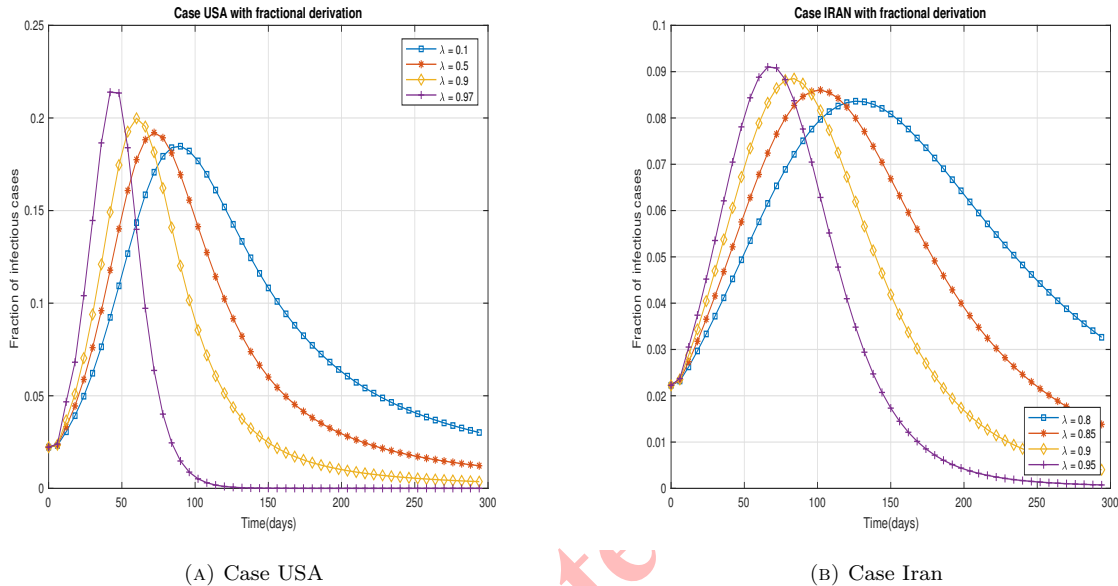 Case USA with fractional derivation
0.25
0.2
0.15
0.1
0.05
0
Fraction of infectious cases
λ = 0.1
λ = 0.5
λ = 0.9
λ = 0.97
0 50 100 150 200 250 300
Time(days)
(A) Case USA
Case IRAN with fractional derivation
0.1
0.09
0.08
0.07
0.06
0.05
0.04
0.03
0.02
0.01
0
Fraction of infectious cases
λ = 0.8
λ = 0.85
λ = 0.9
λ = 0.95
0 50 100 150 200 250 300
Time(days)
(B) Case Iran